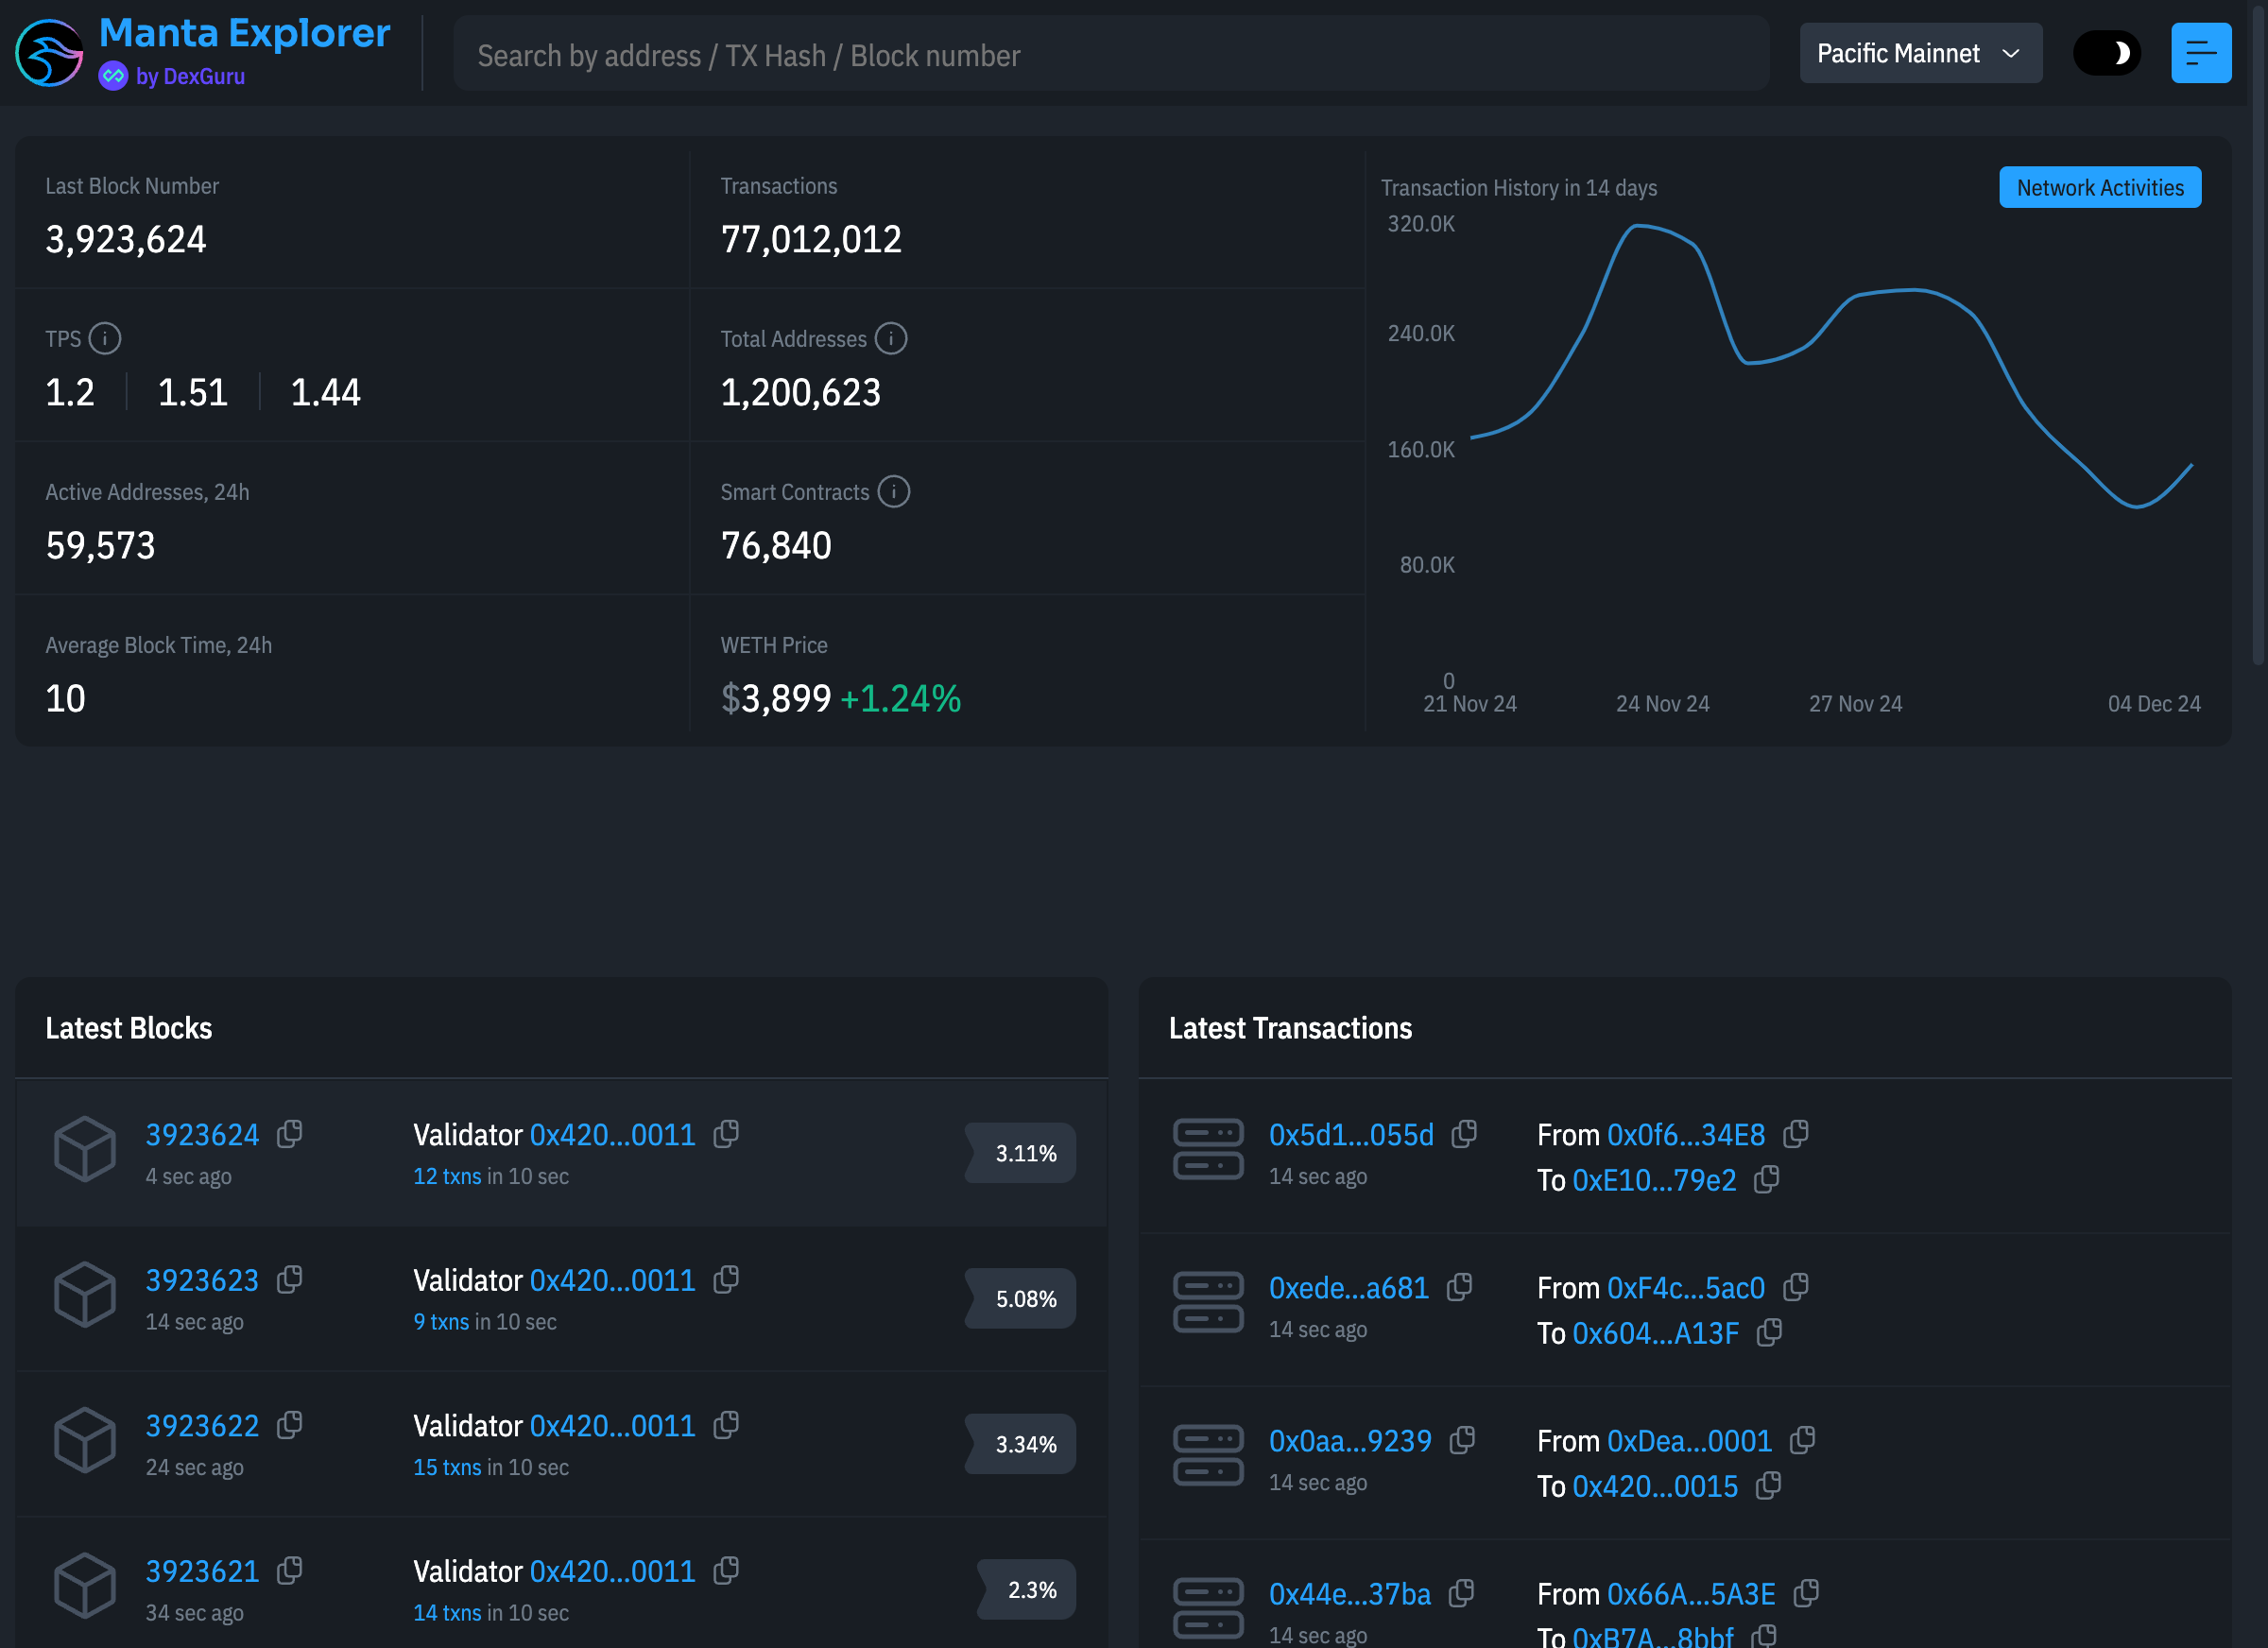 Manta Explorer
by DexGuru
Search by address / TX Hash / Block number
Pacific Mainnet
Last Block Number
3,923,624
Transactions
77,012,012
TPS
1.2 1.51 1.44
Total Addresses
1,200,623
Active Addresses, 24h
59,573
Smart Contracts
76,840
Average Block Time, 24h
10
WETH Price
$3,899 +1.24%
Transaction History in 14 days
Network Activities
320.0K
240.0K
160.0K
80.0K
0
21 Nov 24 24 Nov 24 27 Nov 24 04 Dec 24
Latest Blocks
3923624 Validator 0x420...0011 3.11%
4 sec ago 12 txns in 10 sec
3923623 Validator 0x420...0011 5.08%
14 sec ago 9 txns in 10 sec
3923622 Validator 0x420...0011 3.34%
24 sec ago 15 txns in 10 sec
3923621 Validator 0x420...0011 2.3%
34 sec ago 14 txns in 10 sec
Latest Transactions
0x5d1...055d From 0x0f6...34E8
14 sec ago To 0xE10...79e2
0xede...a681 From 0xF4c...5ac0
14 sec ago To 0x604...A13F
0x0aa...9239 From 0xDea...0001
14 sec ago To 0x420...0015
0x44e...37ba From 0x66A...5A3E
14 sec ago To 0xB7A...8bbf